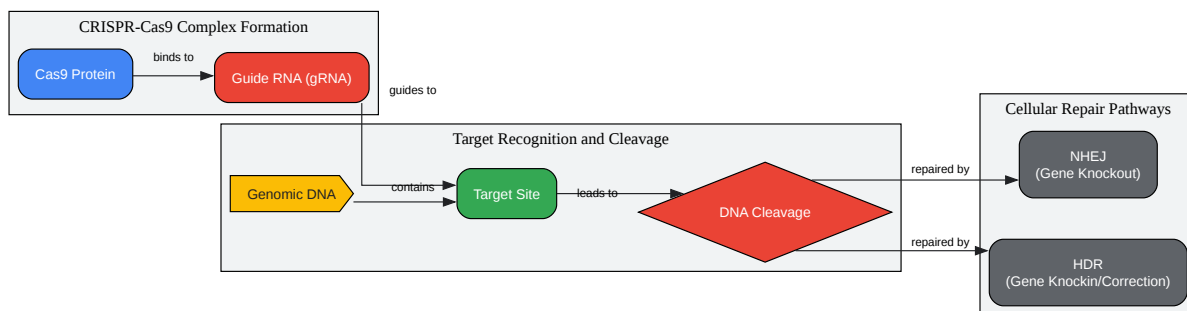 CRISPR-Cas9 Complex Formation
Cas9 Protein
binds to
Guide RNA (gRNA)
guides to
Target Recognition and Cleavage
Genomic DNA
contains
Target Site
leads to
DNA Cleavage
repaired by
repaired by
Cellular Repair Pathways
NHEJ
(Gene Knockout)
HDR
(Gene Knockin/Correction)